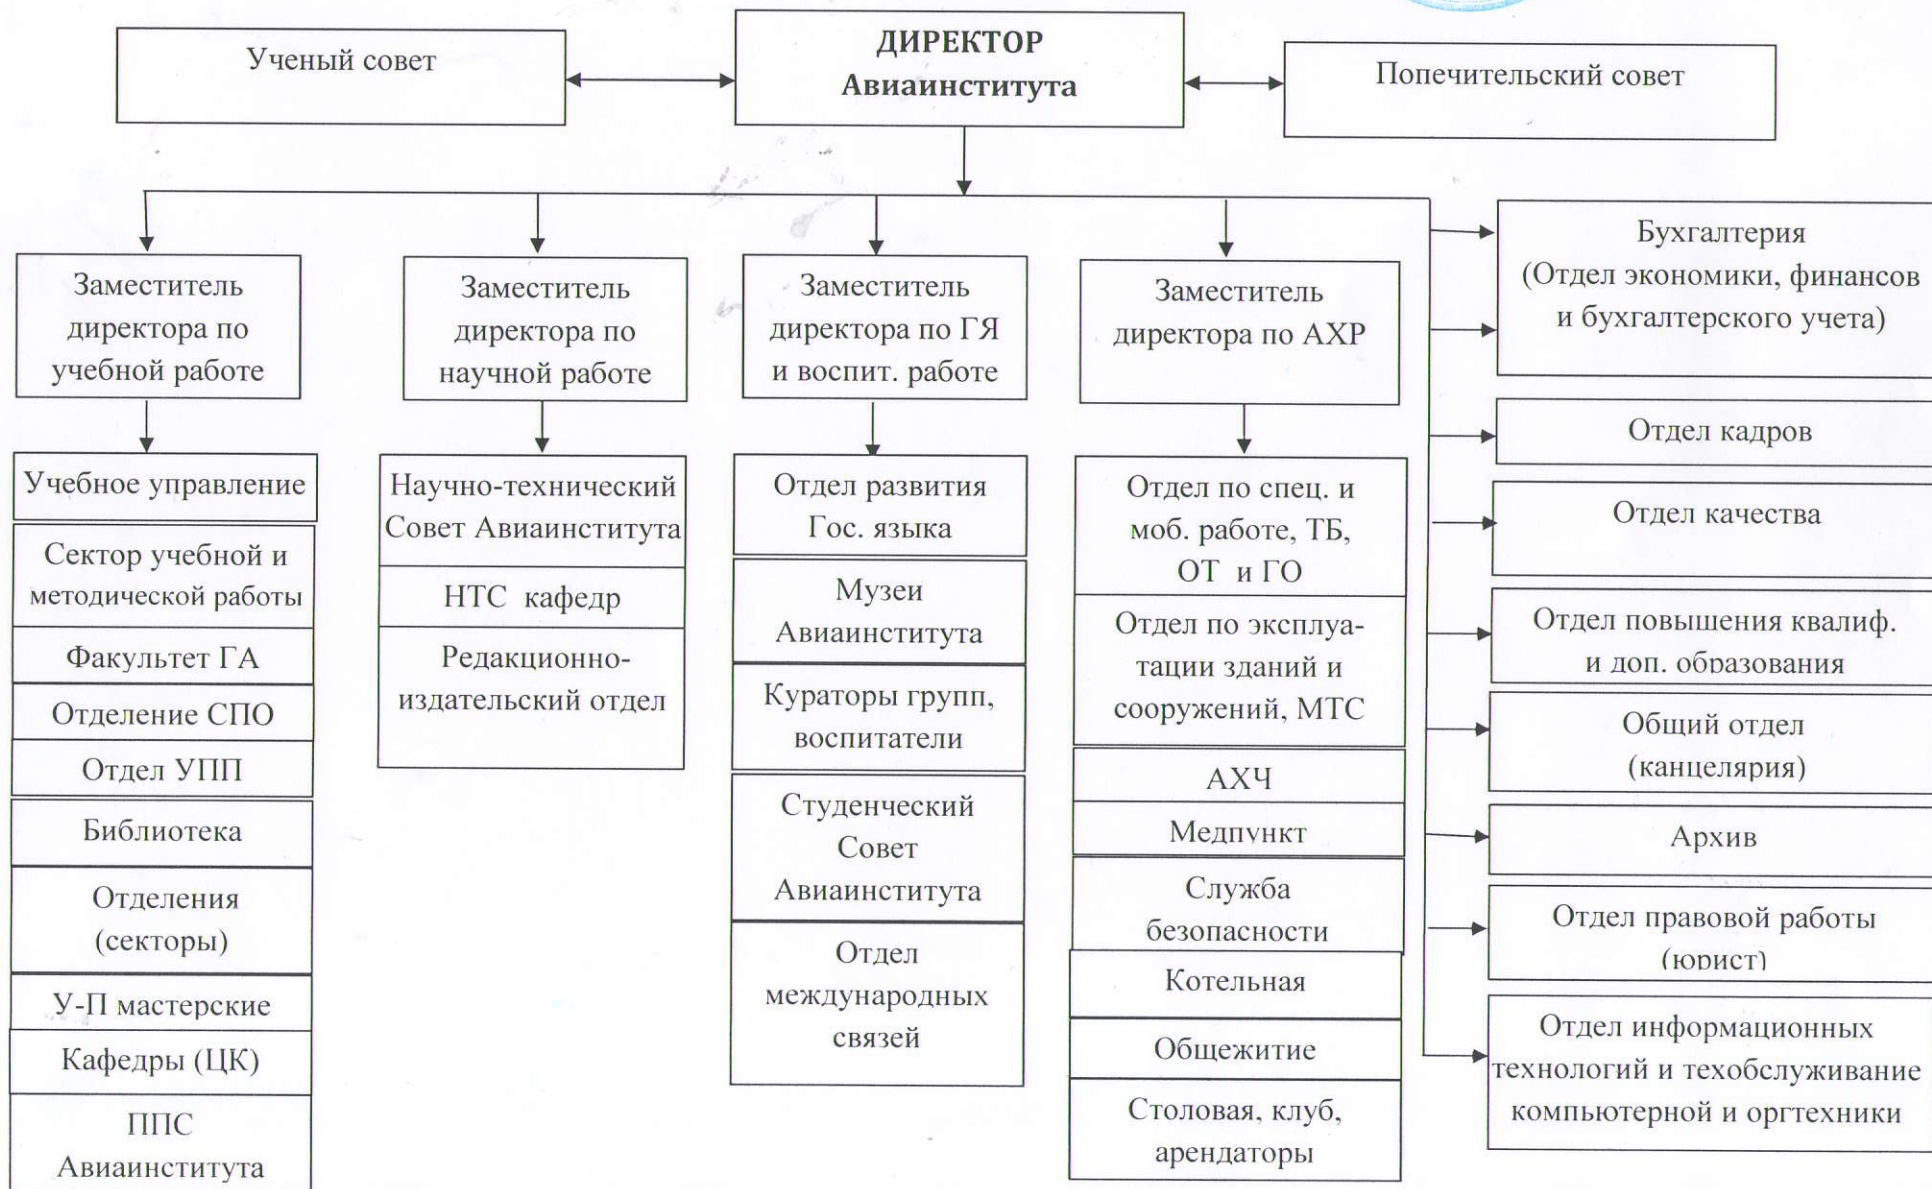 Ученый совет
ДИРЕКТОР
Авиаинститута
Попечительский совет
Заместитель
директора по
учебной работе
Заместитель
директора по
научной работе
Заместитель
директора по ГЯ
и воспит. работе
Заместитель
директора по АХР
Учебное управление
Сектор учебной и
методической работы
Факультет ГА
Отделение СПО
Отдел УПП
Библиотека
Отделения
(секторы)
У-П мастерские
Кафедры (ЦК)
ППС
Авиаинститута
Научно-технический
Совет Авиаинститута
НТС кафедр
Редакционно-
издательский отдел
Отдел развития
Гос. языка
Музеи
Авиаинститута
Кураторы групп,
воспитатели
Студенческий
Совет
Авиаинститута
Отдел
международных
связей
Отдел по спец. и
моб. работе, ТБ,
ОТ и ГО
Отдел по эксплуа-
тации зданий и
сооружений, МТС
АХЧ
Медпункт
Служба
безопасности
Котельная
Общежитие
Столовая, клуб,
арендаторы
Бухгалтерия
(Отдел экономики, финансов
и бухгалтерского учета)
Отдел кадров
Отдел качества
Отдел повышения квалиф.
и доп. образования
Общий отдел
(канцелярия)
Архив
Отдел правовой работы
(юрист)
Отдел информационных
технологий и техобслуживание
компьютерной и оргтехники